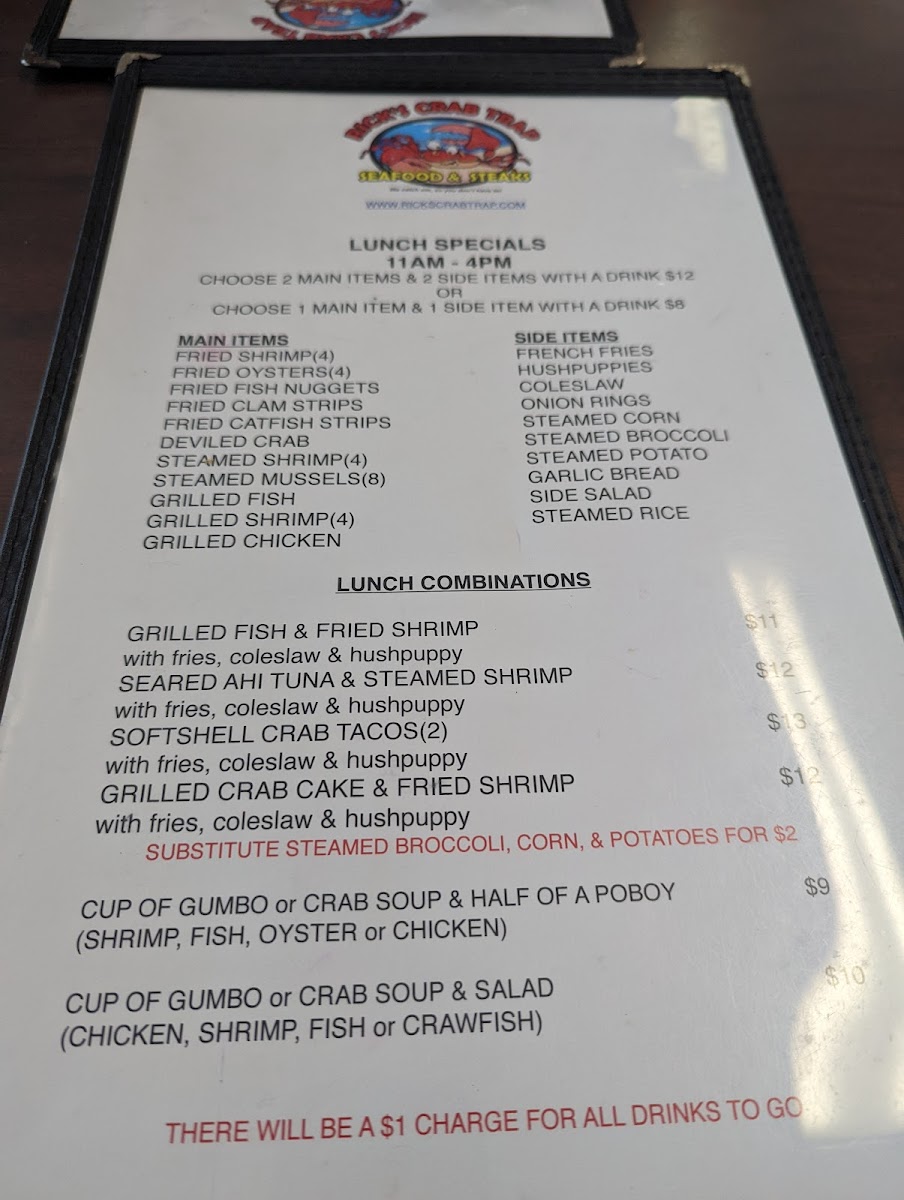 RICK'S CRAB TRAP
SEAFOOD & STEAKS
WWW.RICKSCRABTRAP.COM
LUNCH SPECIALS
11AM - 4PM
CHOOSE 2 MAIN ITEMS & 2 SIDE ITEMS WITH A DRINK $12
OR
CHOOSE 1 MAIN ITEM & 1 SIDE ITEM WITH A DRINK $8
MAIN ITEMS
FRIED SHRIMP(4)
FRIED OYSTERS(4)
FRIED FISH NUGGETS
FRIED CLAM STRIPS
FRIED CATFISH STRIPS
DEVILED CRAB
STEAMED SHRIMP(4)
STEAMED MUSSELS(8)
GRILLED FISH
GRILLED SHRIMP(4)
GRILLED CHICKEN
SIDE ITEMS
FRENCH FRIES
HUSHPUPPIES
COLESLAW
ONION RINGS
STEAMED CORN
STEAMED BROCCOLI
STEAMED POTATO
GARLIC BREAD
SIDE SALAD
STEAMED RICE
LUNCH COMBINATIONS
GRILLED FISH & FRIED SHRIMP $11
with fries, coleslaw & hushpuppy
SEARED AHI TUNA & STEAMED SHRIMP $12
with fries, coleslaw & hushpuppy
SOFTSHELL CRAB TACOS(2) $13
with fries, coleslaw & hushpuppy
GRILLED CRAB CAKE & FRIED SHRIMP $12
with fries, coleslaw & hushpuppy
SUBSTITUTE STEAMED BROCCOLI, CORN, & POTATOES FOR $2
CUP OF GUMBO or CRAB SOUP & HALF OF A POBOY $9
(SHRIMP, FISH, OYSTER or CHICKEN)
CUP OF GUMBO or CRAB SOUP & SALAD $10
(CHICKEN, SHRIMP, FISH or CRAWFISH)
THERE WILL BE A $1 CHARGE FOR ALL DRINKS TO GO